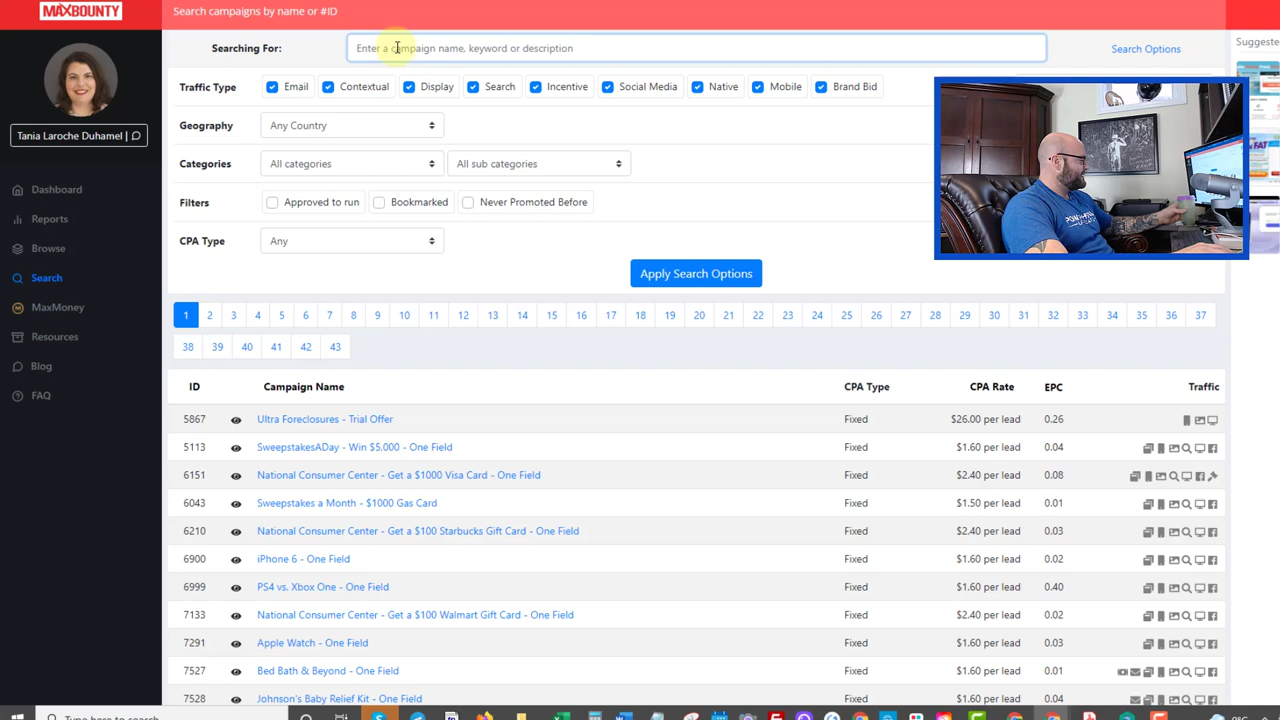 MAXBOUNTY
Search campaigns by name or #ID
Searching For:
Enter a campaign name, keyword or description
Search Options
Suggeste
Traffic Type
Email
Contextual
Display
Search
Incentive
Social Media
Native
Mobile
Brand Bid
Tania Laroche Duhamel |
Geography
Any Country
Categories
All categories
All sub categories
Filters
Approved to run
Bookmarked
Never Promoted Before
CPA Type
Any
Apply Search Options
Dashboard
Reports
Browse
Search
MaxMoney
Resources
Blog
FAQ
1 2 3 4 5 6 7 8 9 10 11 12 13 14 15 16 17 18 19 20 21 22 23 24 25 26 27 28 29 30 31 32 33 34 35 36 37
38 39 40 41 42 43
ID Campaign Name CPA Type CPA Rate EPC Traffic
5867 Ultra Foreclosures - Trial Offer Fixed $26.00 per lead 0.26
5113 SweepstakesADay - Win $5,000 - One Field Fixed $1.60 per lead 0.04
6151 National Consumer Center - Get a $1000 Visa Card - One Field Fixed $2.40 per lead 0.08
6043 Sweepstakes a Month - $1000 Gas Card Fixed $1.50 per lead 0.01
6210 National Consumer Center - Get a $100 Starbucks Gift Card - One Field Fixed $2.40 per lead 0.03
6900 iPhone 6 - One Field Fixed $1.60 per lead 0.02
6999 PS4 vs. Xbox One - One Field Fixed $1.60 per lead 0.40
7133 National Consumer Center - Get a $100 Walmart Gift Card - One Field Fixed $2.40 per lead 0.02
7291 Apple Watch - One Field Fixed $1.60 per lead 0.03
7527 Bed Bath & Beyond - One Field Fixed $1.60 per lead 0.01
7528 Johnson's Baby Relief Kit - One Field Fixed $1.60 per lead 0.04
Type here to search